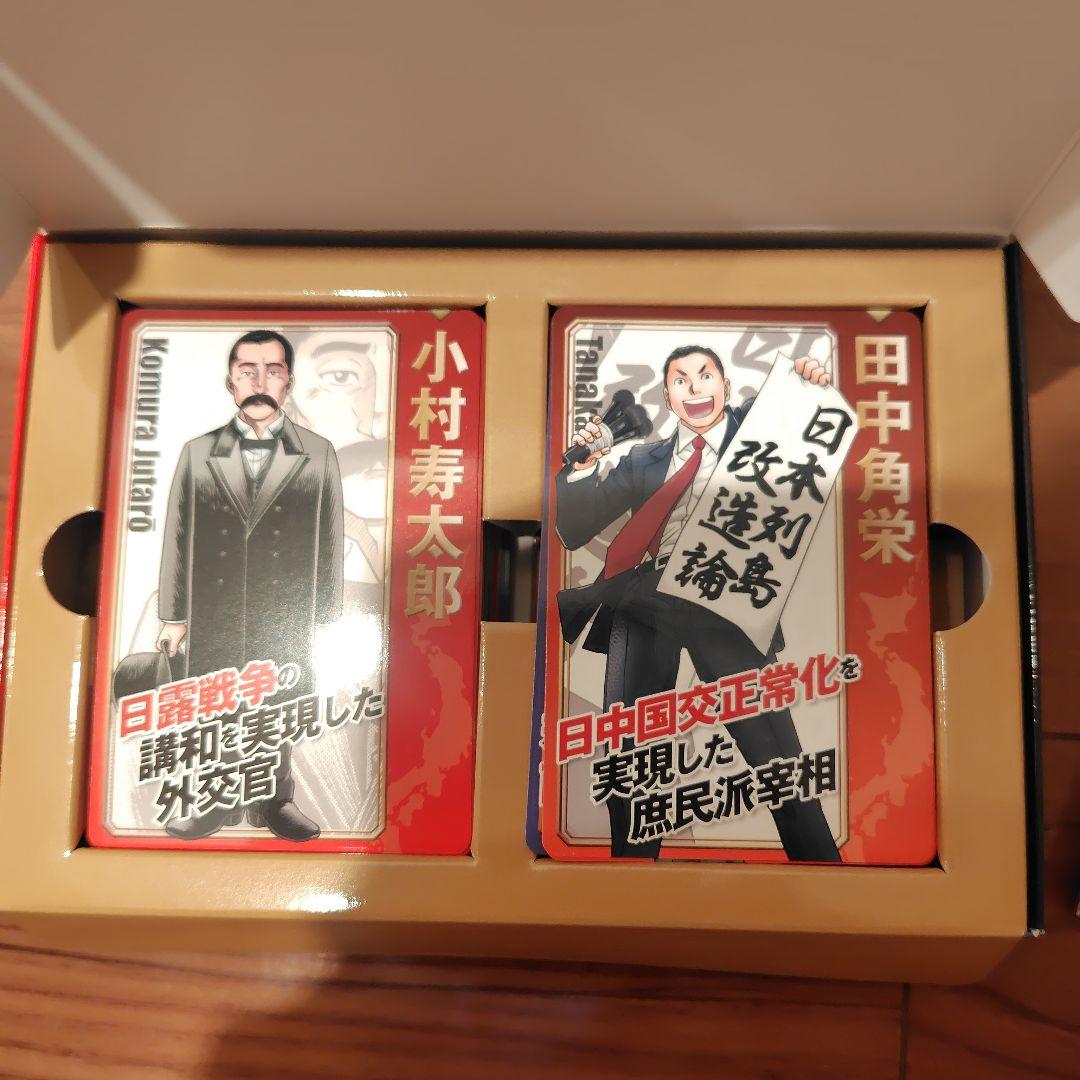 小村寿太郎
Komura Jutarō
日露戦争の
講和を実現した
外交官
田中角栄
Tanaka
日本列島
改造論
日中国交正常化を
実現した
庶民派宰相